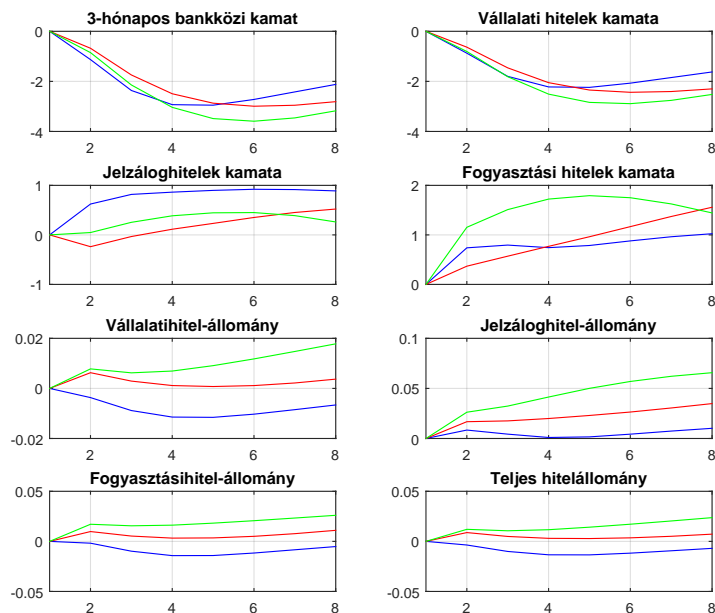 3-hónapos bankközi kamat
0
-2
-4
2 4 6 8
Vállalati hitelek kamata
0
-2
-4
2 4 6 8
Jelzáloghitelek kamata
1
0
-1
2 4 6 8
Fogyasztási hitelek kamata
2
1
0
2 4 6 8
Vállalatihitel-állomány
0.02
0
-0.02
2 4 6 8
Jelzáloghitel-állomány
0.1
0.05
0
2 4 6 8
Fogyasztásihitel-állomány
0.05
0
-0.05
2 4 6 8
Teljes hitelállomány
0.05
0
-0.05
2 4 6 8